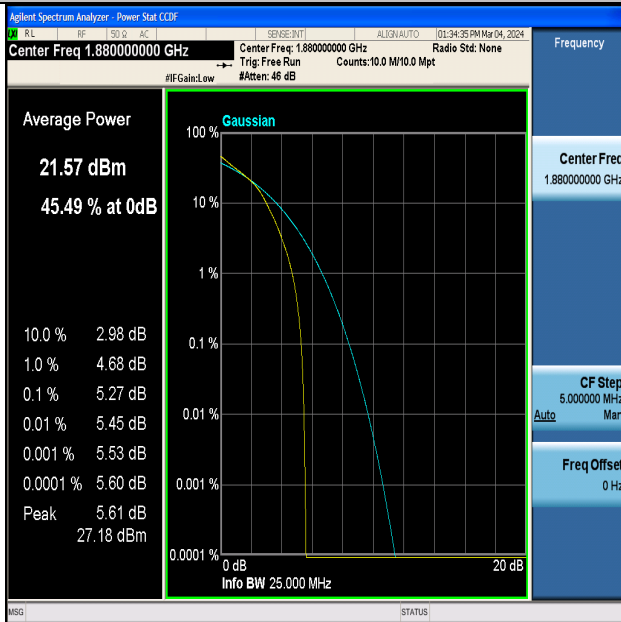 Agilent Spectrum Analyzer - Power Stat CCDF
LXI RL RF 50 Ω AC SENSE:INT ALIGN AUTO 01:34:35 PM Mar 04, 2024
Center Freq 1.880000000 GHz
Center Freq: 1.880000000 GHz Radio Std: None
Trig: Free Run Counts:10.0 M/10.0 Mpt
#IFGain:Low #Atten: 46 dB
Frequency
Average Power
21.57 dBm
45.49 % at 0dB
10.0 % 2.98 dB
1.0 % 4.68 dB
0.1 % 5.27 dB
0.01 % 5.45 dB
0.001 % 5.53 dB
0.0001 % 5.60 dB
Peak 5.61 dB
27.18 dBm
Gaussian
100 %
10 %
1 %
0.1 %
0.01 %
0.001 %
0.0001 %
0 dB 20 dB
Info BW 25.000 MHz
Center Freq
1.880000000 GHz
CF Step
5.000000 MHz
Auto Man
Freq Offset
0 Hz
MSG STATUS